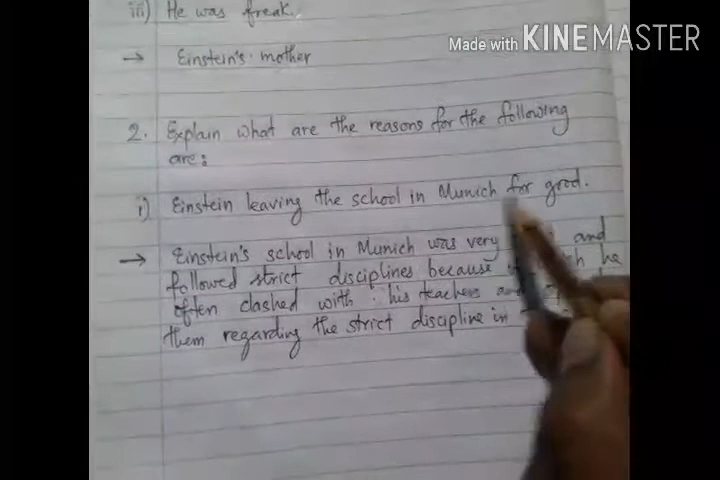 iii) He was freak.
Made with KINEMASTER
→ Einstein's mother
2. Explain what are the reasons for the following
are:
i) Einstein leaving the school in Munich for good.
→ Einstein's school in Munich was very and
followed strict disciplines because he
often clashed with his teachers
them regarding the strict discipline in